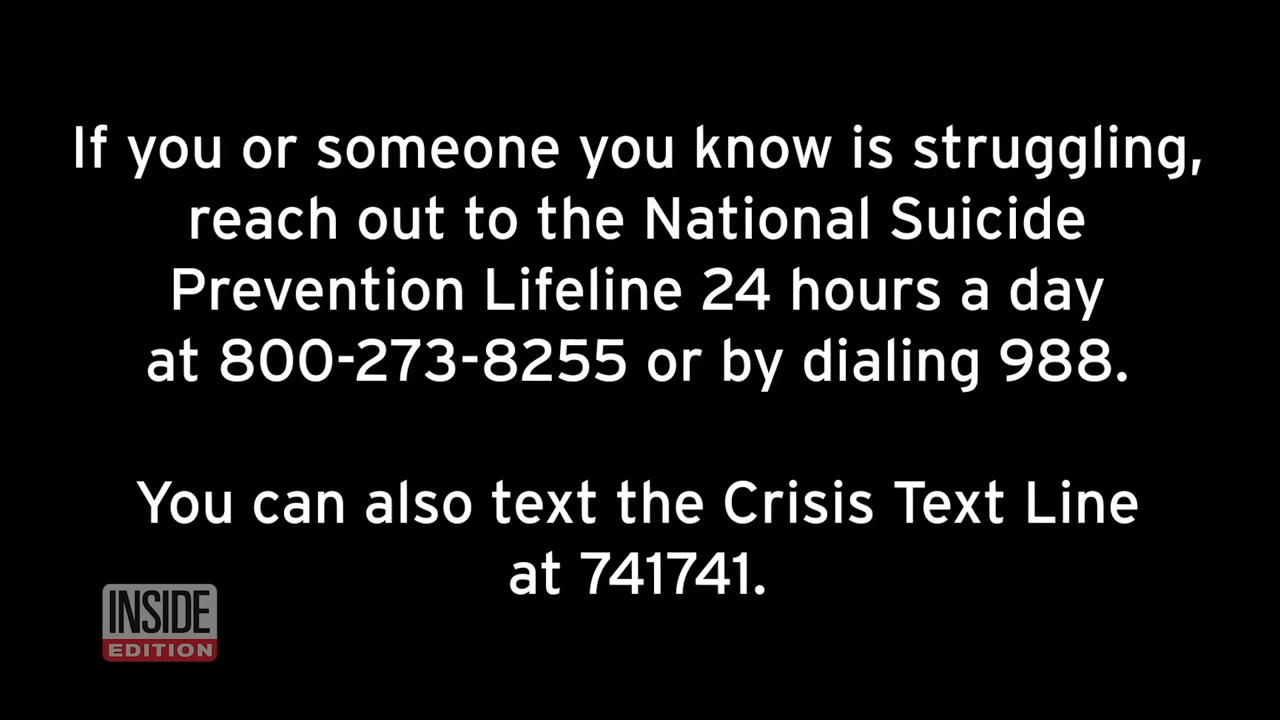 If you or someone you know is struggling,
reach out to the National Suicide
Prevention Lifeline 24 hours a day
at 800-273-8255 or by dialing 988.
You can also text the Crisis Text Line
at 741741.
INSIDE
EDITION